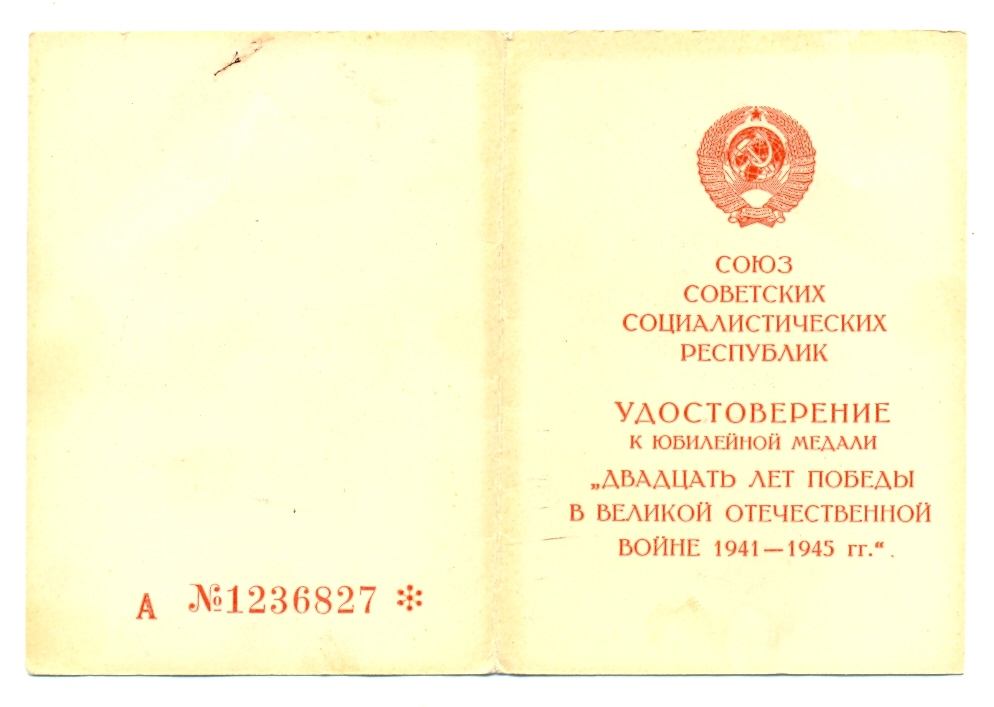 А №1236827 *
СОЮЗ
СОВЕТСКИХ
СОЦИАЛИСТИЧЕСКИХ
РЕСПУБЛИК
УДОСТОВЕРЕНИЕ
К ЮБИЛЕЙНОЙ МЕДАЛИ
„ДВАДЦАТЬ ЛЕТ ПОБЕДЫ
В ВЕЛИКОЙ ОТЕЧЕСТВЕННОЙ
ВОЙНЕ 1941—1945 гг.“.